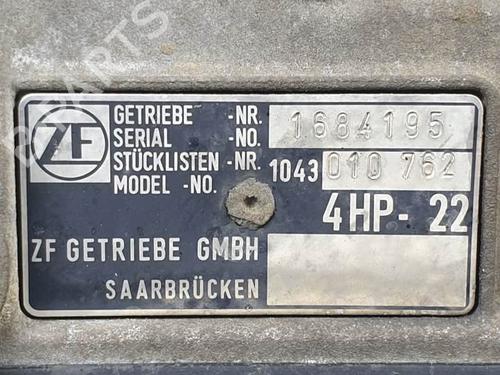 ZF
GETRIEBE -NR. 1684195
SERIAL -NO.
STÜCKLISTEN -NR. 1043 010 762
MODEL -NO.
4HP- 22
ZF GETRIEBE GMBH
SAARBRÜCKEN